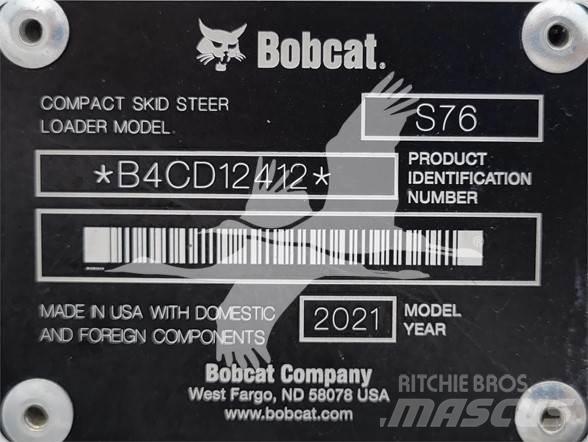 Bobcat.
COMPACT SKID STEER
LOADER MODEL
S76
*B4CD12412*
PRODUCT
IDENTIFICATION
NUMBER
MADE IN USA WITH DOMESTIC
AND FOREIGN COMPONENTS
2021
MODEL
YEAR
Bobcat Company
West Fargo, ND 58078 USA
www.bobcat.com
RITCHIE BROS
MASCUS